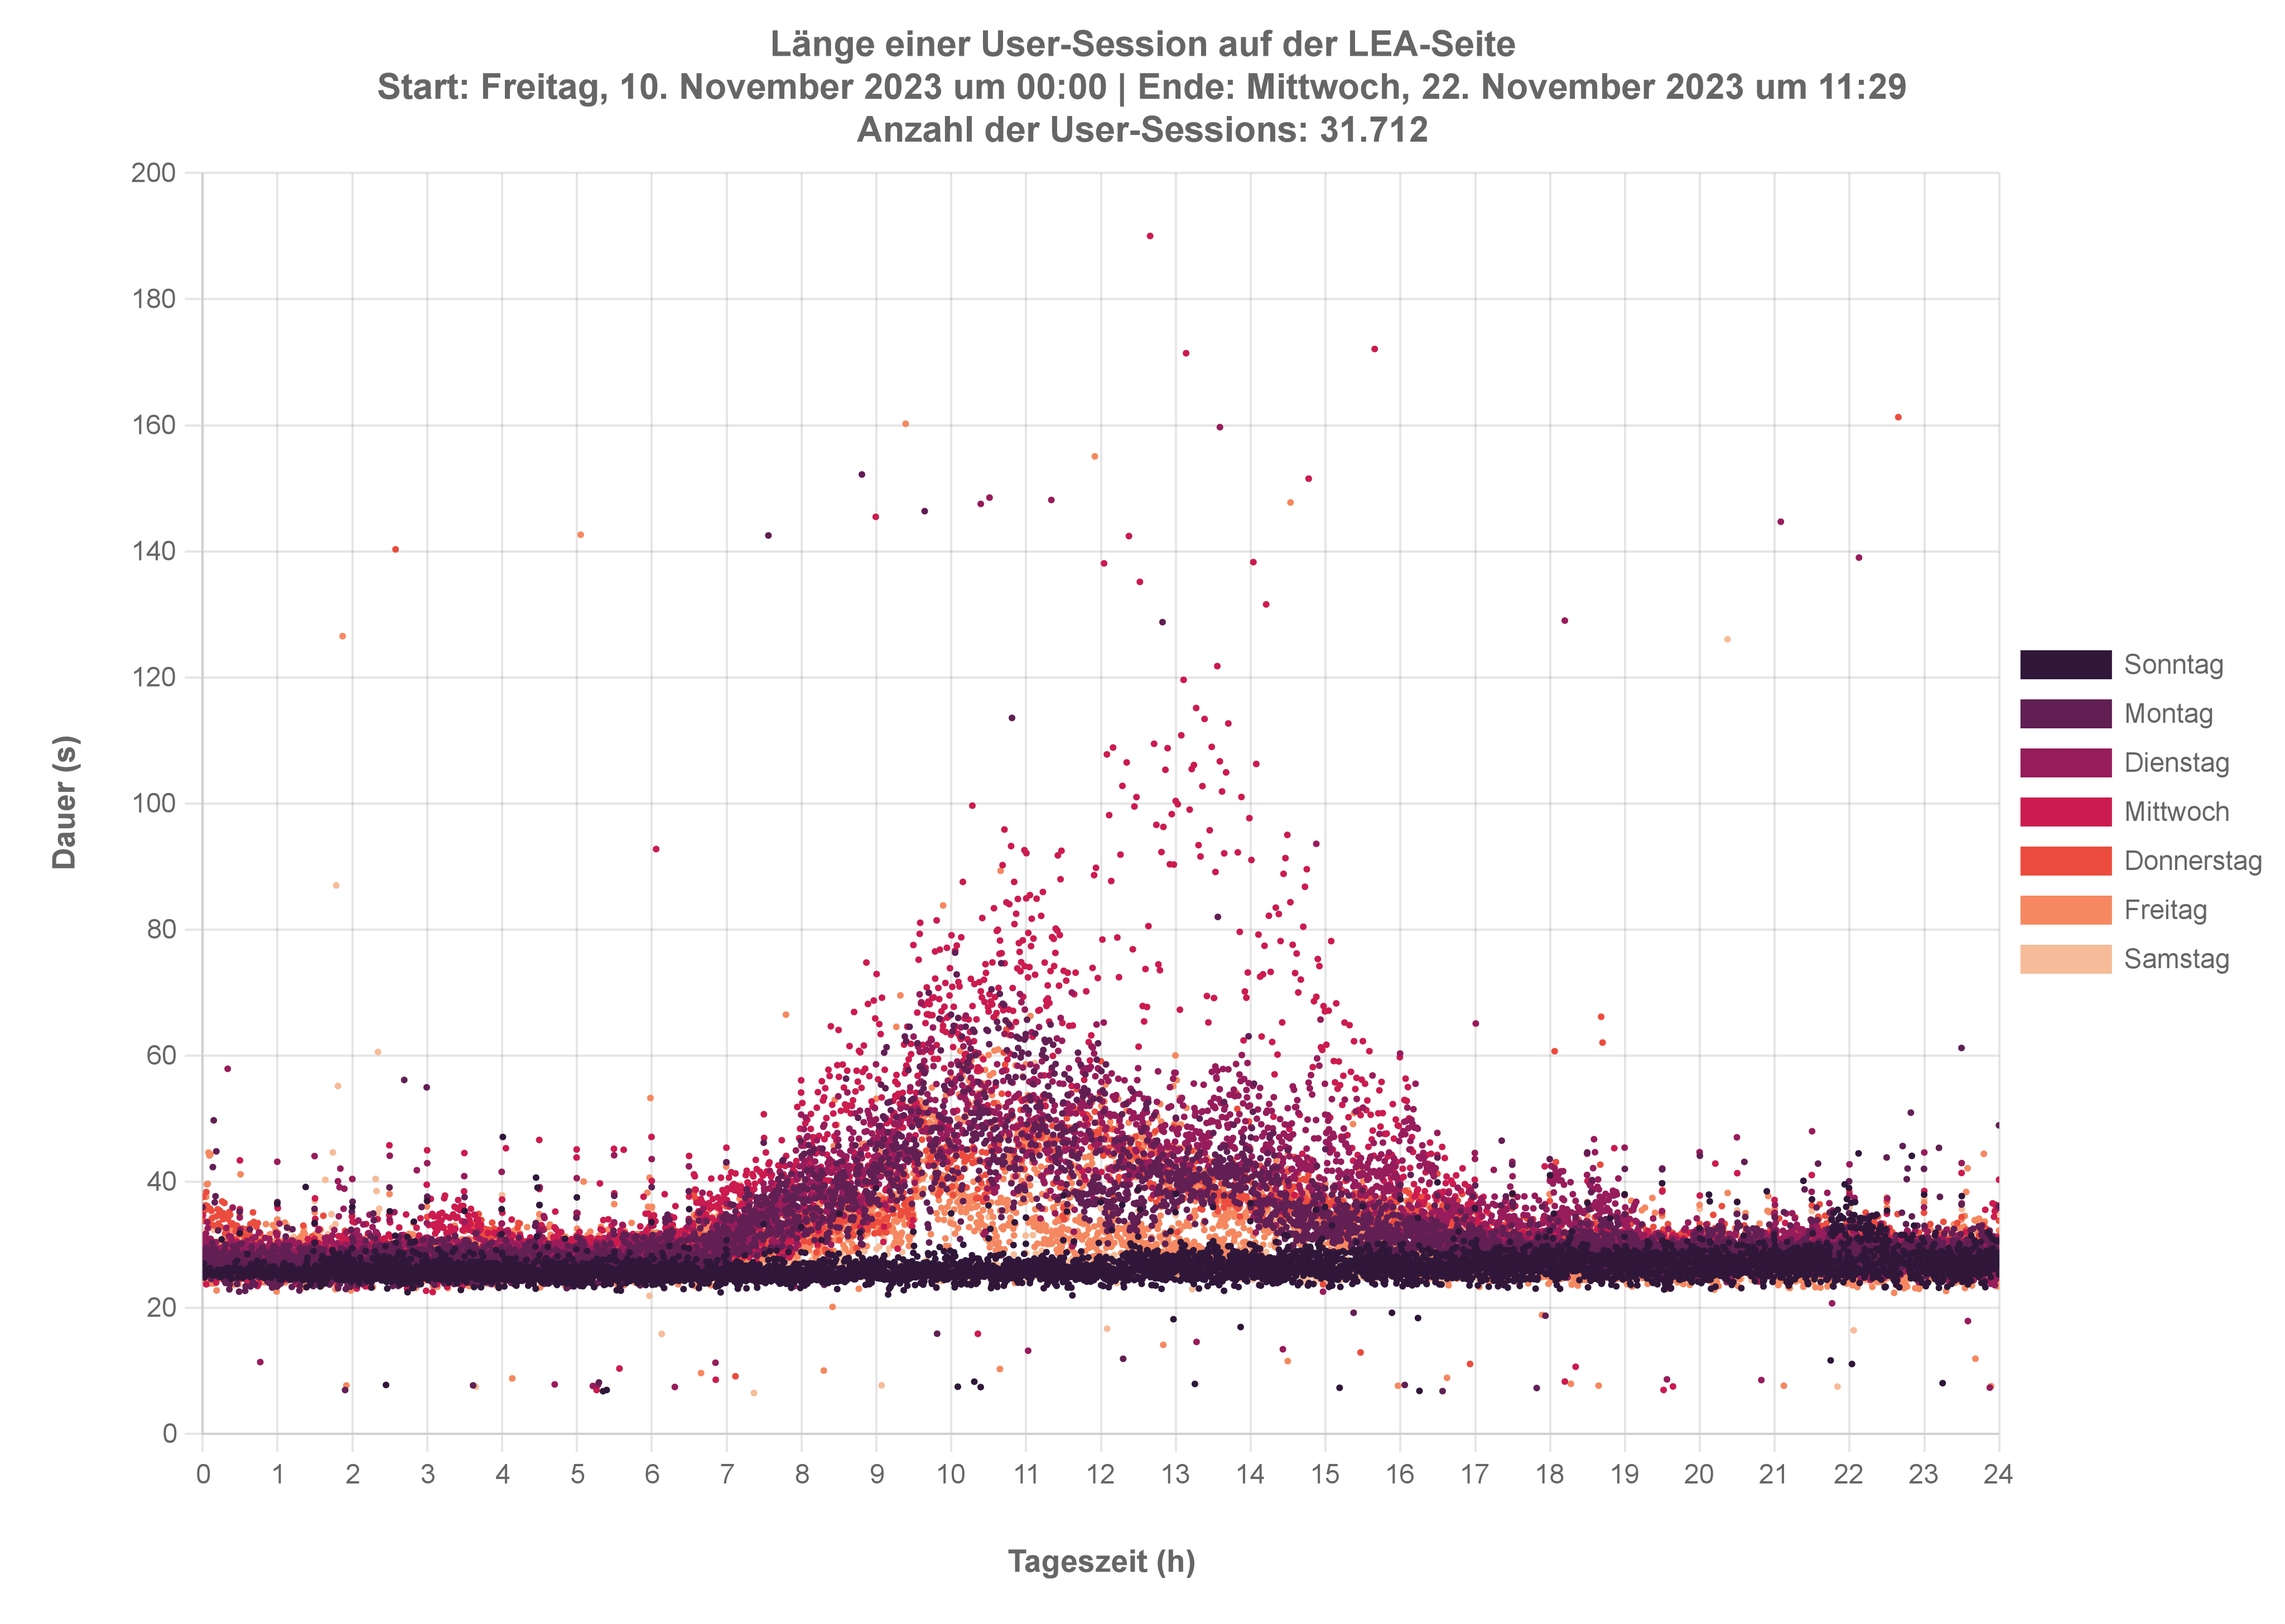 Länge einer User-Session auf der LEA-Seite
Start: Freitag, 10. November 2023 um 00:00 | Ende: Mittwoch, 22. November 2023 um 11:29
Anzahl der User-Sessions: 31.712
200
180
160
140
120
100
80
60
40
20
0
Dauer (s)
0 1 2 3 4 5 6 7 8 9 10 11 12 13 14 15 16 17 18 19 20 21 22 23 24
Tageszeit (h)
Sonntag
Montag
Dienstag
Mittwoch
Donnerstag
Freitag
Samstag